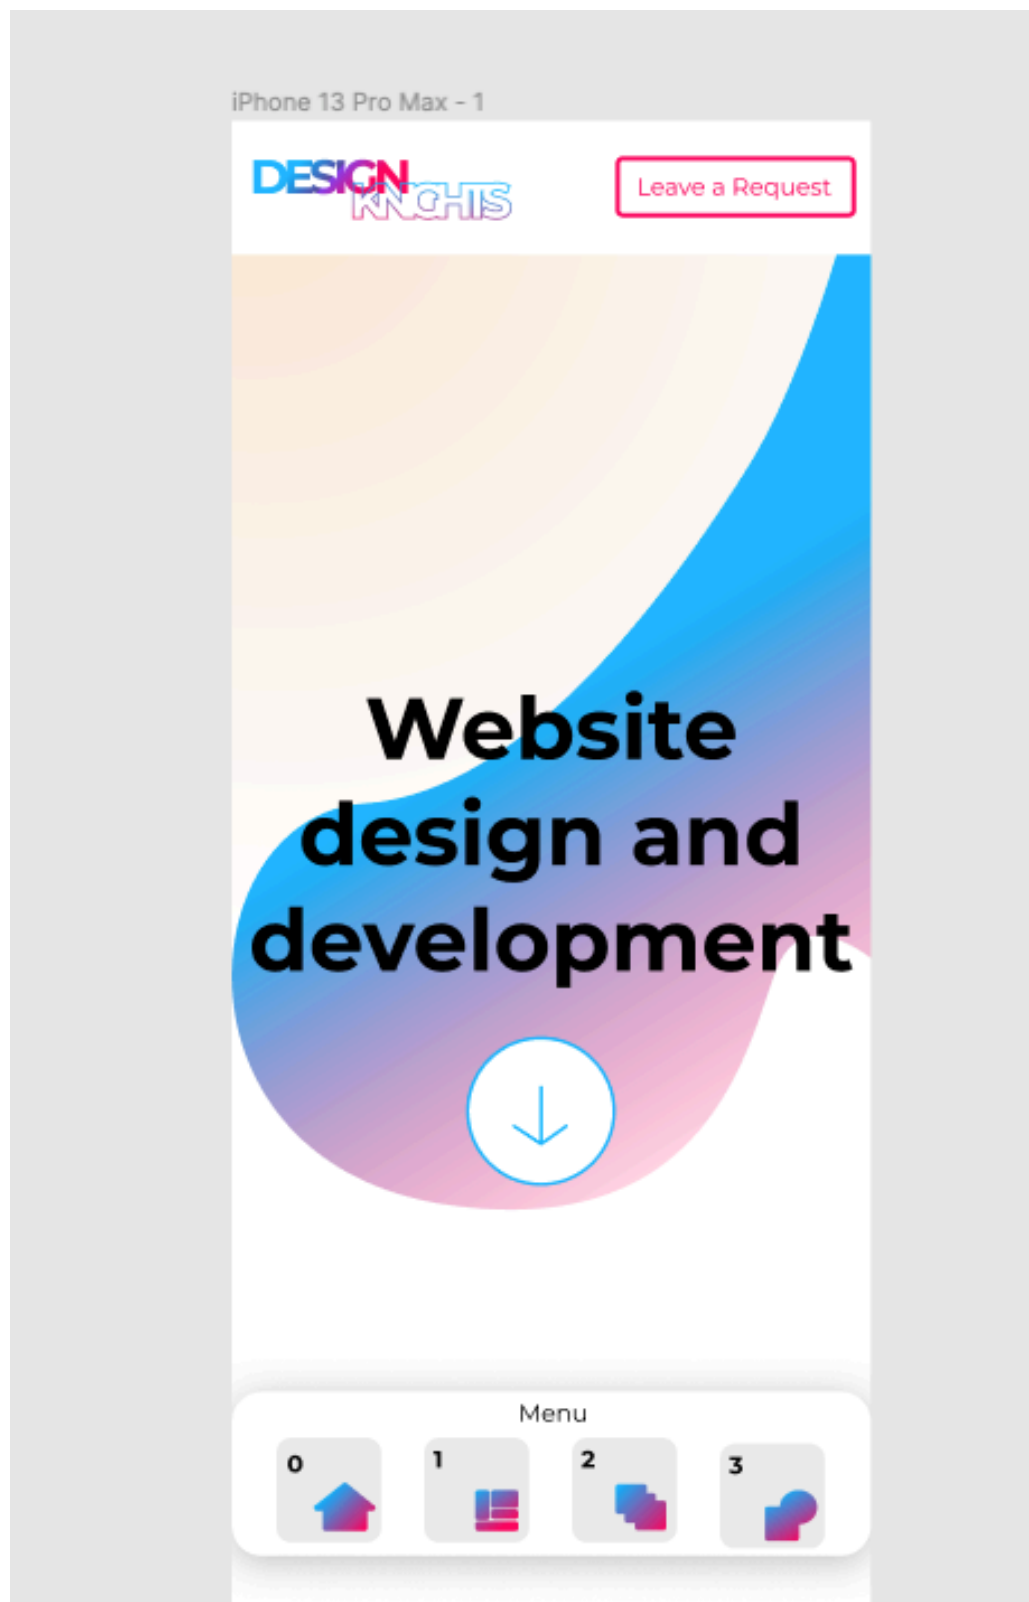 iPhone 13 Pro Max - 1
DESIGN
KNIGHTS
Leave a Request
Website
design and
development
Menu
0
1
2
3